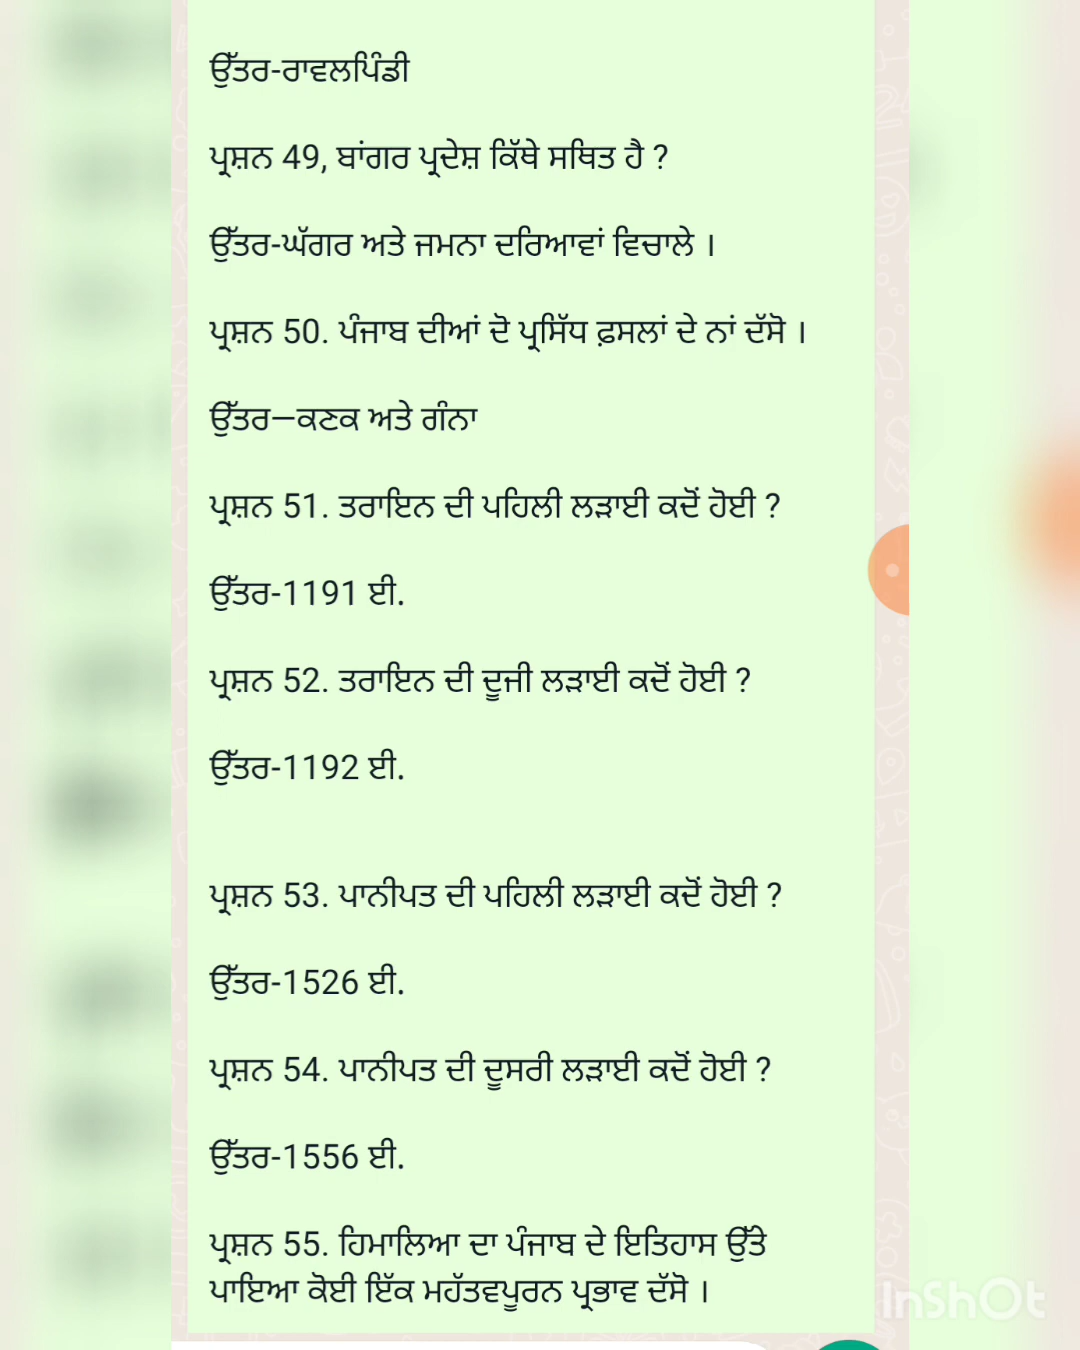 ਉੱਤਰ-ਰਾਵਲਪਿੰਡੀ
ਪ੍ਰਸ਼ਨ 49, ਬਾਂਗਰ ਪ੍ਰਦੇਸ਼ ਕਿੱਥੇ ਸਥਿਤ ਹੈ ?
ਉੱਤਰ-ਘੱਗਰ ਅਤੇ ਜਮਨਾ ਦਰਿਆਵਾਂ ਵਿਚਾਲੇ ।
ਪ੍ਰਸ਼ਨ 50. ਪੰਜਾਬ ਦੀਆਂ ਦੋ ਪ੍ਰਸਿੱਧ ਫ਼ਸਲਾਂ ਦੇ ਨਾਂ ਦੱਸੋ ।
ਉੱਤਰ—ਕਣਕ ਅਤੇ ਗੰਨਾ
ਪ੍ਰਸ਼ਨ 51. ਤਰਾਇਨ ਦੀ ਪਹਿਲੀ ਲੜਾਈ ਕਦੋਂ ਹੋਈ ?
ਉੱਤਰ-1191 ਈ.
ਪ੍ਰਸ਼ਨ 52. ਤਰਾਇਨ ਦੀ ਦੂਜੀ ਲੜਾਈ ਕਦੋਂ ਹੋਈ ?
ਉੱਤਰ-1192 ਈ.
ਪ੍ਰਸ਼ਨ 53. ਪਾਨੀਪਤ ਦੀ ਪਹਿਲੀ ਲੜਾਈ ਕਦੋਂ ਹੋਈ ?
ਉੱਤਰ-1526 ਈ.
ਪ੍ਰਸ਼ਨ 54. ਪਾਨੀਪਤ ਦੀ ਦੂਸਰੀ ਲੜਾਈ ਕਦੋਂ ਹੋਈ ?
ਉੱਤਰ-1556 ਈ.
ਪ੍ਰਸ਼ਨ 55. ਹਿਮਾਲਿਆ ਦਾ ਪੰਜਾਬ ਦੇ ਇਤਿਹਾਸ ਉੱਤੇ
ਪਾਇਆ ਕੋਈ ਇੱਕ ਮਹੱਤਵਪੂਰਨ ਪ੍ਰਭਾਵ ਦੱਸੋ ।
InShOt